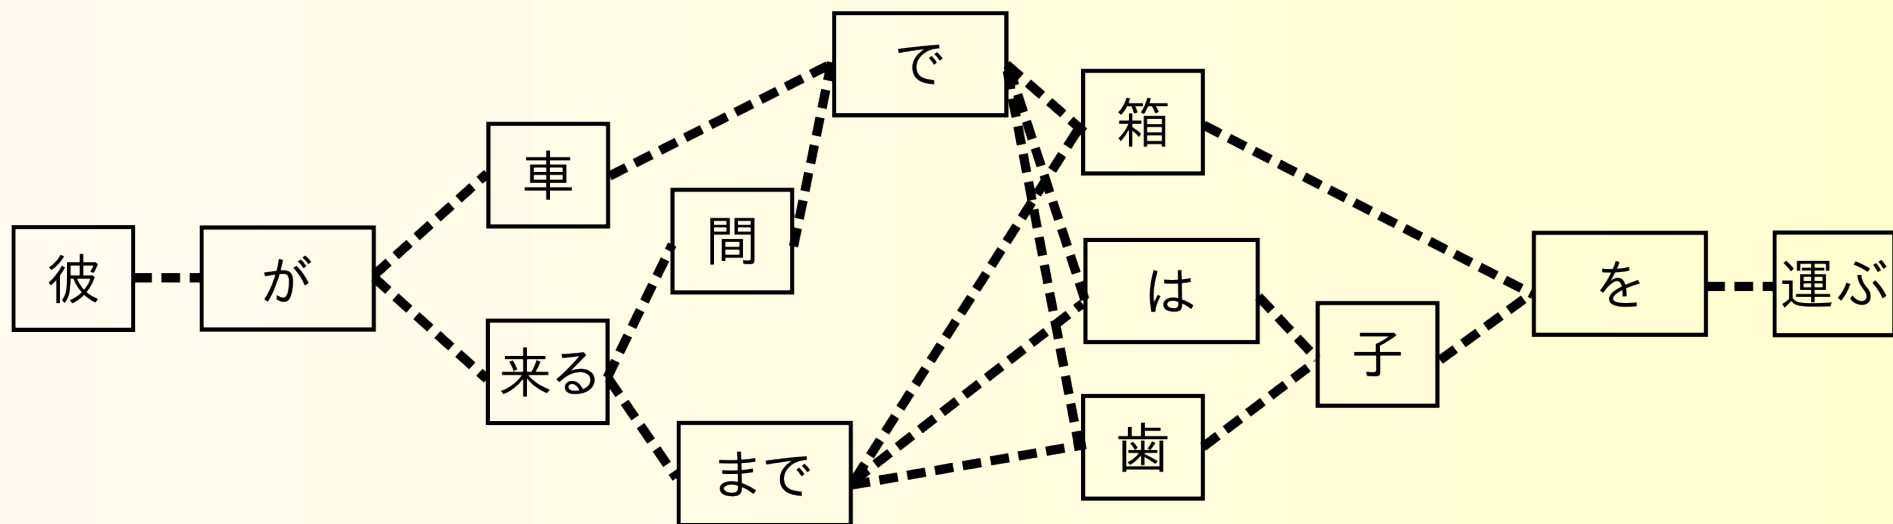 彼
が
車
来る
間
まで
で
箱
は
歯
子
を
運ぶ